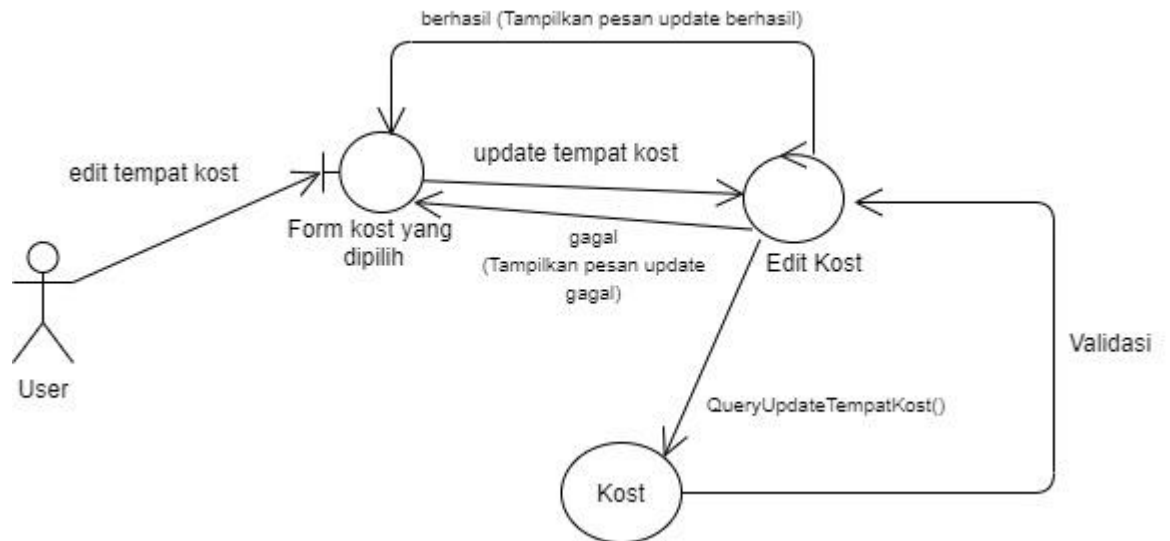 berhasil (Tampilkan pesan update berhasil)
edit tempat kost
update tempat kost
Form kost yang
dipilih
gagal
(Tampilkan pesan update
gagal)
Edit Kost
User
Validasi
QueryUpdateTempatKost()
Kost